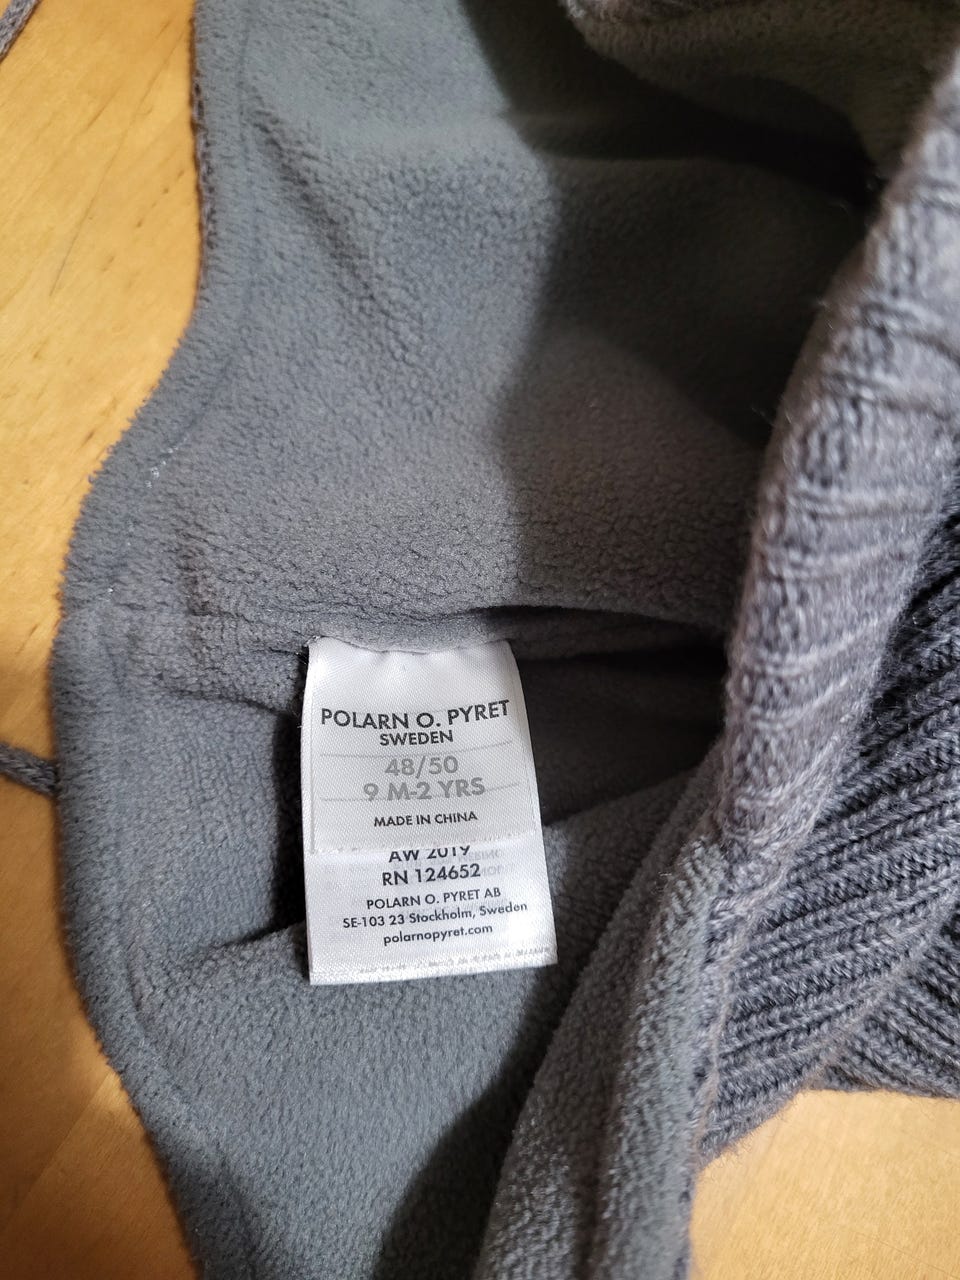 POLARN O. PYRET
SWEDEN
48/50
9 M-2 YRS
MADE IN CHINA
AW 2019
RN 124652
POLARN O. PYRET AB
SE-103 23 Stockholm, Sweden
polarnopyret.com